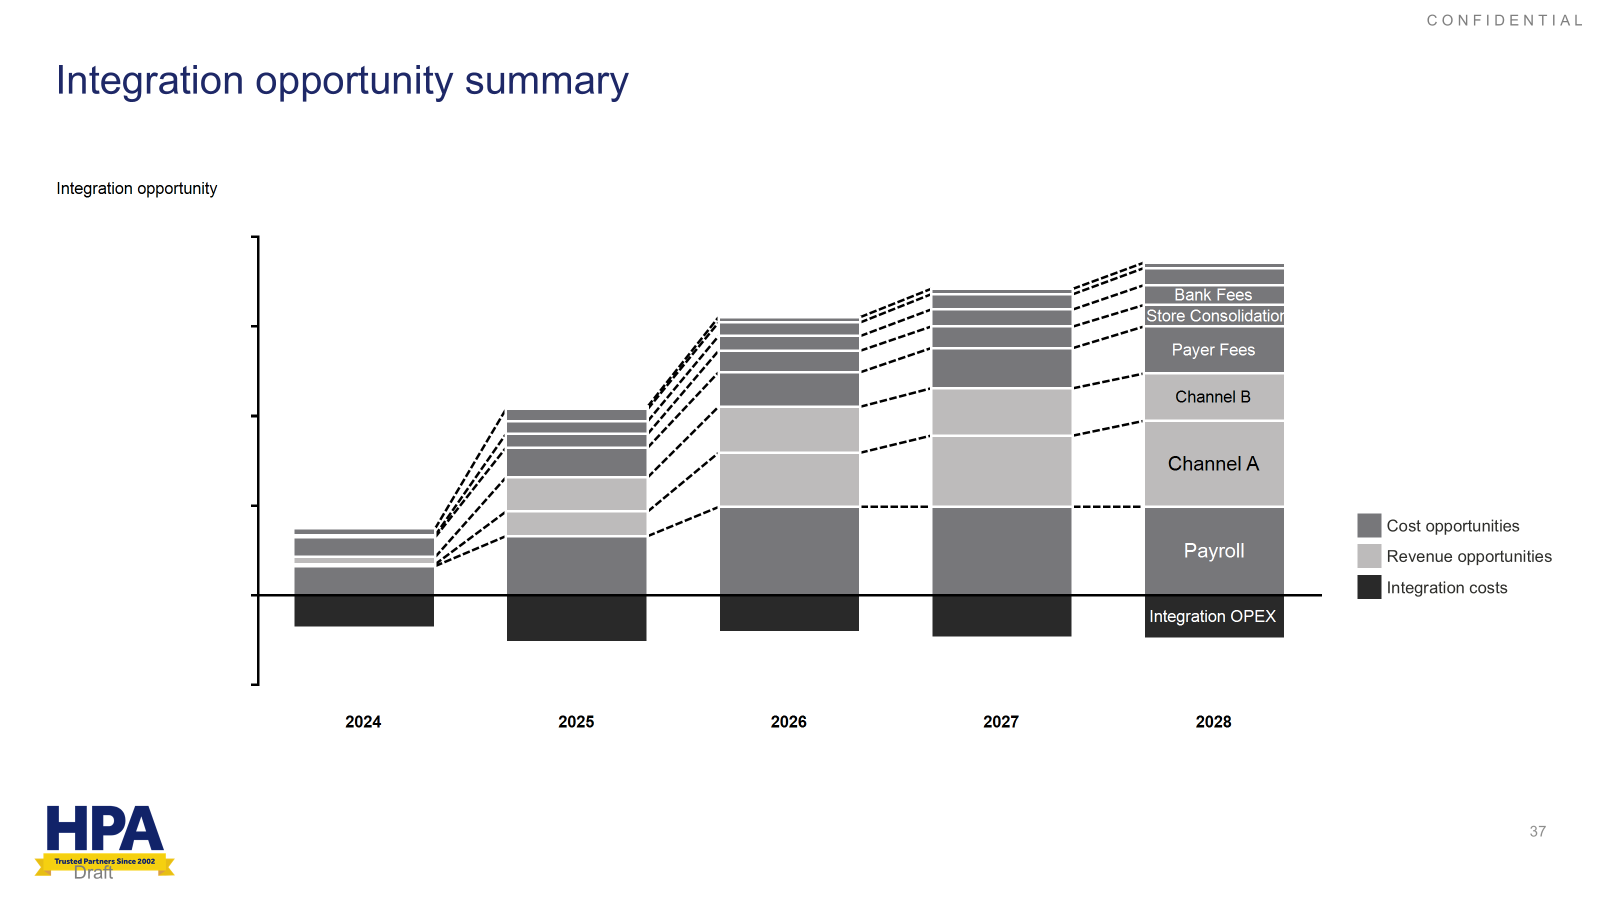 CONFIDENTIAL
Integration opportunity summary
Integration opportunity
Bank Fees
Store Consolidation
Payer Fees
Channel B
Channel A
Payroll
Integration OPEX
Cost opportunities
Revenue opportunities
Integration costs
2024 2025 2026 2027 2028
HPA
Trusted Partners Since 2002
Draft
37